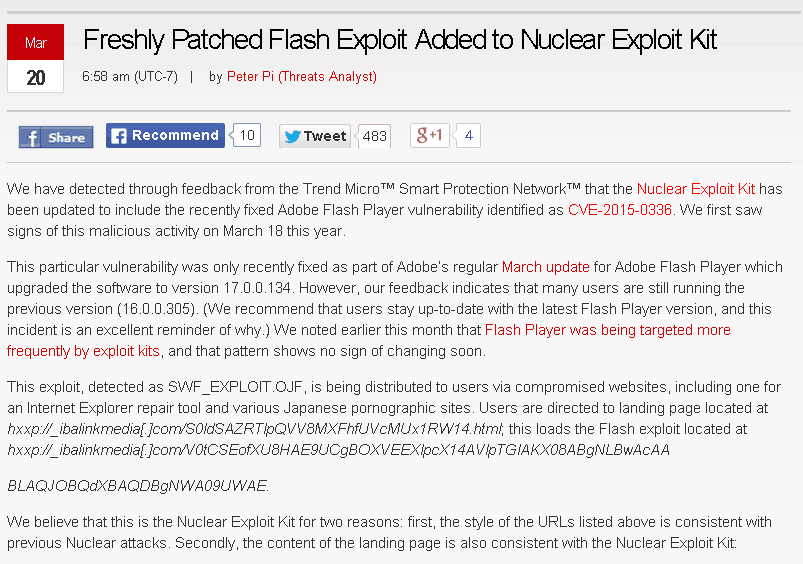 Mar
20
Freshly Patched Flash Exploit Added to Nuclear Exploit Kit
6:58 am (UTC-7) | by Peter Pi (Threats Analyst)
Share
Recommend 10
Tweet 483
g+1 4
We have detected through feedback from the Trend Micro™ Smart Protection Network™ that the Nuclear Exploit Kit has
been updated to include the recently fixed Adobe Flash Player vulnerability identified as CVE-2015-0336. We first saw
signs of this malicious activity on March 18 this year.
This particular vulnerability was only recently fixed as part of Adobe's regular March update for Adobe Flash Player which
upgraded the software to version 17.0.0.134. However, our feedback indicates that many users are still running the
previous version (16.0.0.305). (We recommend that users stay up-to-date with the latest Flash Player version, and this
incident is an excellent reminder of why.) We noted earlier this month that Flash Player was being targeted more
frequently by exploit kits, and that pattern shows no sign of changing soon.
This exploit, detected as SWF_EXPLOIT.OJF, is being distributed to users via compromised websites, including one for
an Internet Explorer repair tool and various Japanese pornographic sites. Users are directed to landing page located at
hxxp://_ibalinkmedia[.]com/S0ldSAZRTlpQVV8MXFhfUVcMUx1RW14.html; this loads the Flash exploit located at
hxxp://_ibalinkmedia[.]com/V0tCSEofXU8HAE9UCgBOXVEEXlpcX14AVlpTGlAKX08ABgNLBwAcAA
BLAQJOBQdXBAQDBgNWA09UWAE.
We believe that this is the Nuclear Exploit Kit for two reasons: first, the style of the URLs listed above is consistent with
previous Nuclear attacks. Secondly, the content of the landing page is also consistent with the Nuclear Exploit Kit: